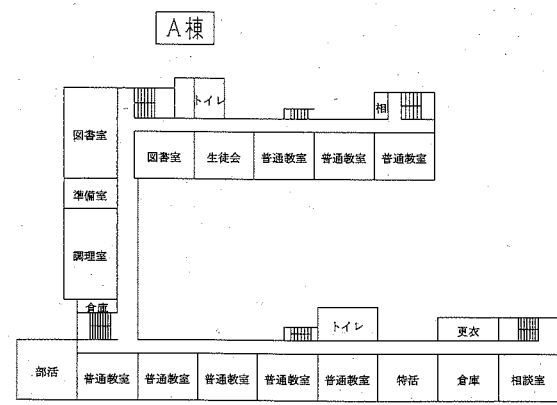 A棟
トイレ
相
図書室
図書室
生徒会
普通教室
普通教室
普通教室
準備室
調理室
倉庫
トイレ
更衣
部活
普通教室
普通教室
普通教室
普通教室
普通教室
特活
倉庫
相談室